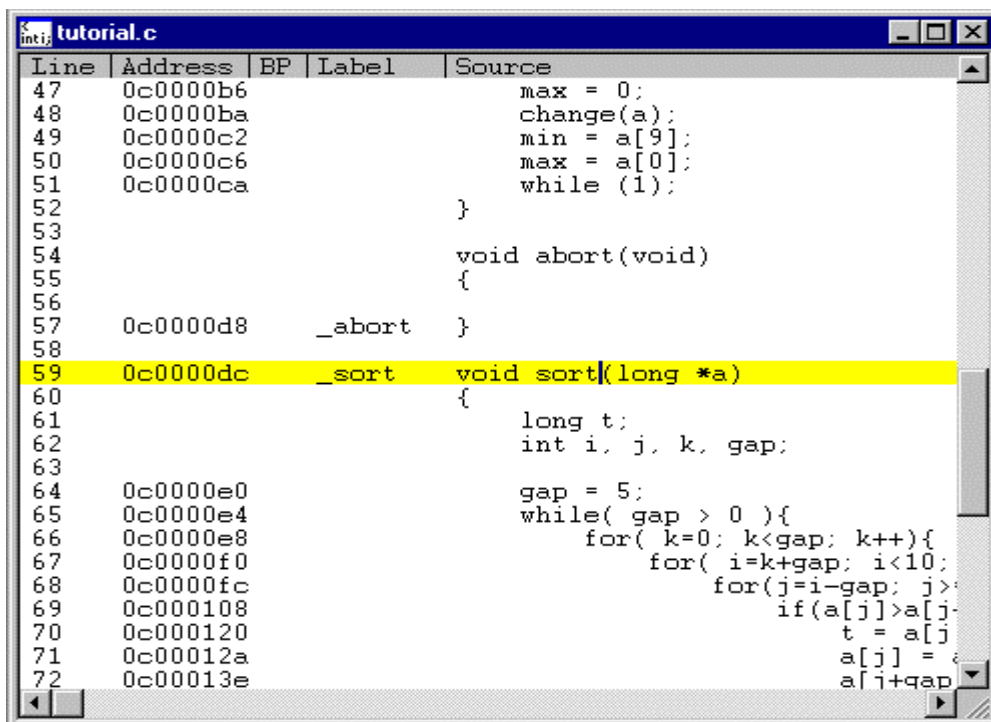 tutorial.c
Line | Address | BP | Label | Source
47 0c0000b6 max = 0;
48 0c0000ba change(a);
49 0c0000c2 min = a[9];
50 0c0000c6 max = a[0];
51 0c0000ca while (1);
52 }
53
54 void abort(void)
55 {
56
57 0c0000d8 _abort }
58
59 0c0000dc _sort void sort(long *a)
60 {
61 long t;
62 int i, j, k, gap;
63
64 0c0000e0 gap = 5;
65 0c0000e4 while( gap > 0 ){
66 0c0000e8 for( k=0; k<gap; k++){
67 0c0000f0 for( i=k+gap; i<10;
68 0c0000fc for(j=i-gap; j>
69 0c000108 if(a[j]>a[j
70 0c000120 t = a[j
71 0c00012a a[j] =
72 0c00013e a[j+gap